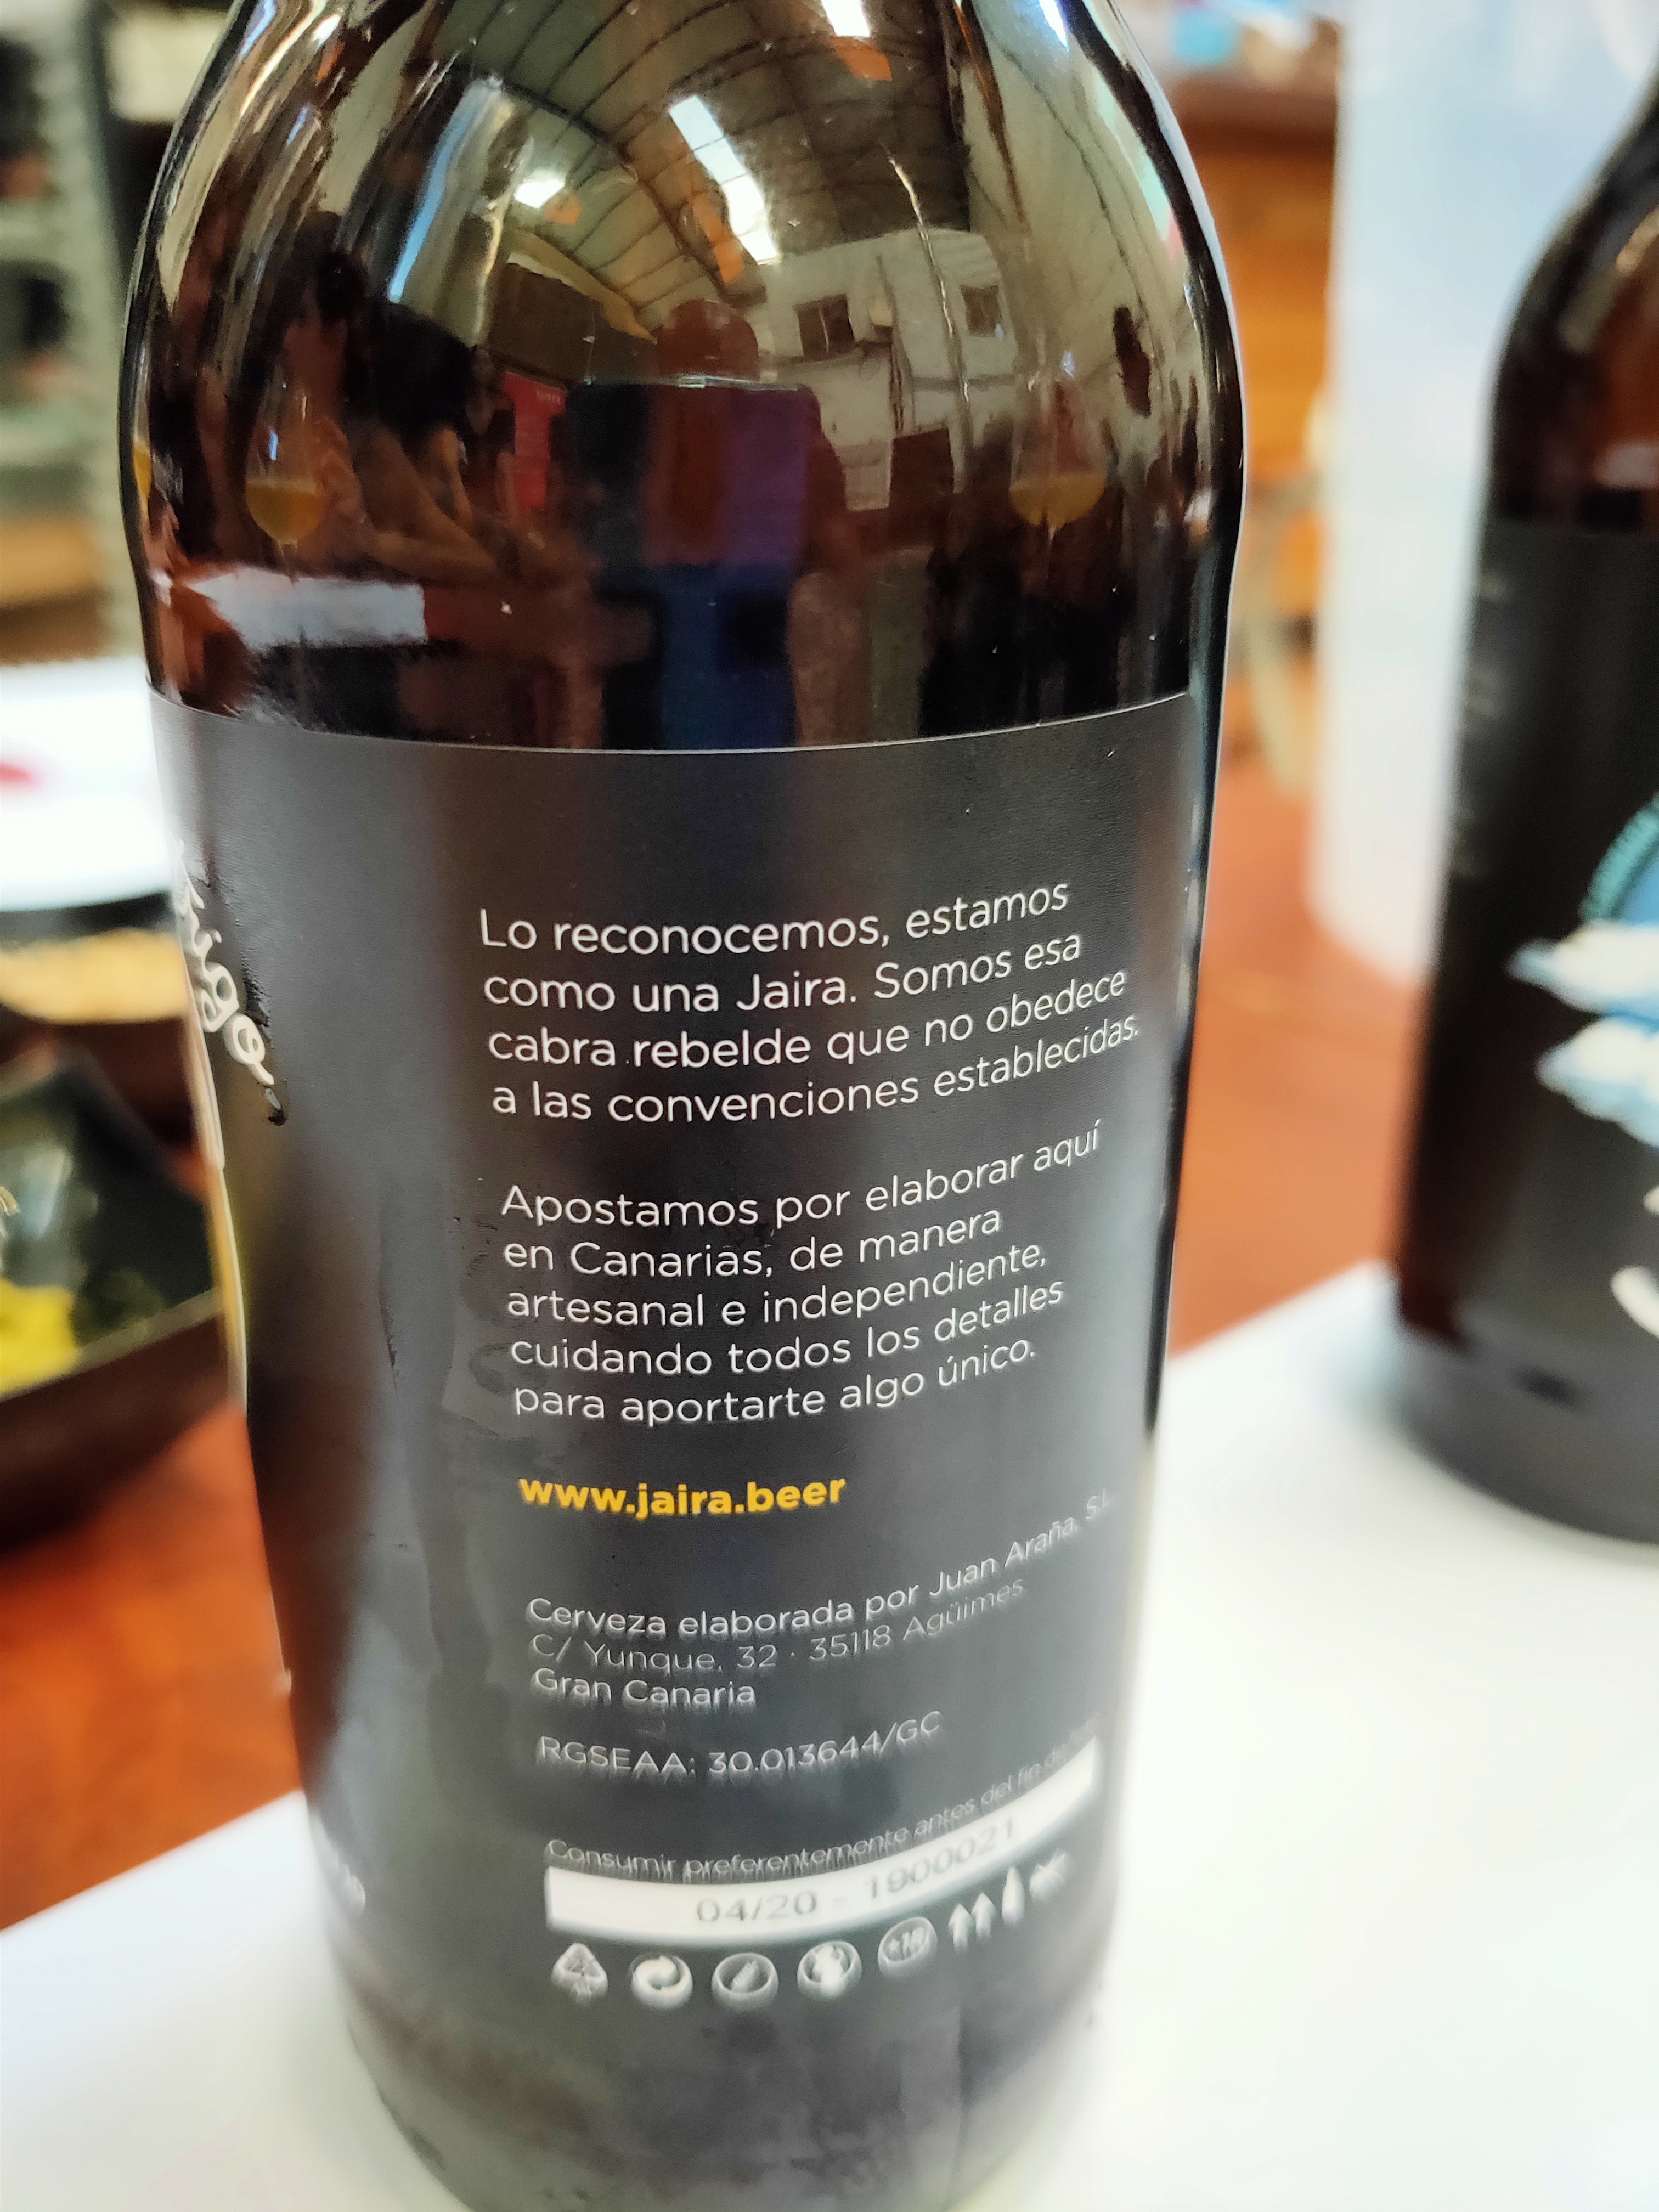 Lo reconocemos, estamos
como una Jaira. Somos esa
cabra rebelde que no obedece
a las convenciones establecidas.
Apostamos por elaborar aquí
en Canarias, de manera
artesanal e independiente,
cuidando todos los detalles
para aportarte algo único.
www.jaira.beer
Cerveza elaborada por Juan Araña, S.L.
C/ Yunque, 32 · 35118 Agüimes
Gran Canaria
RGSEAA: 30.013644/GC
Consumir preferentemente antes del fin de
04/20 - 1900021
+18